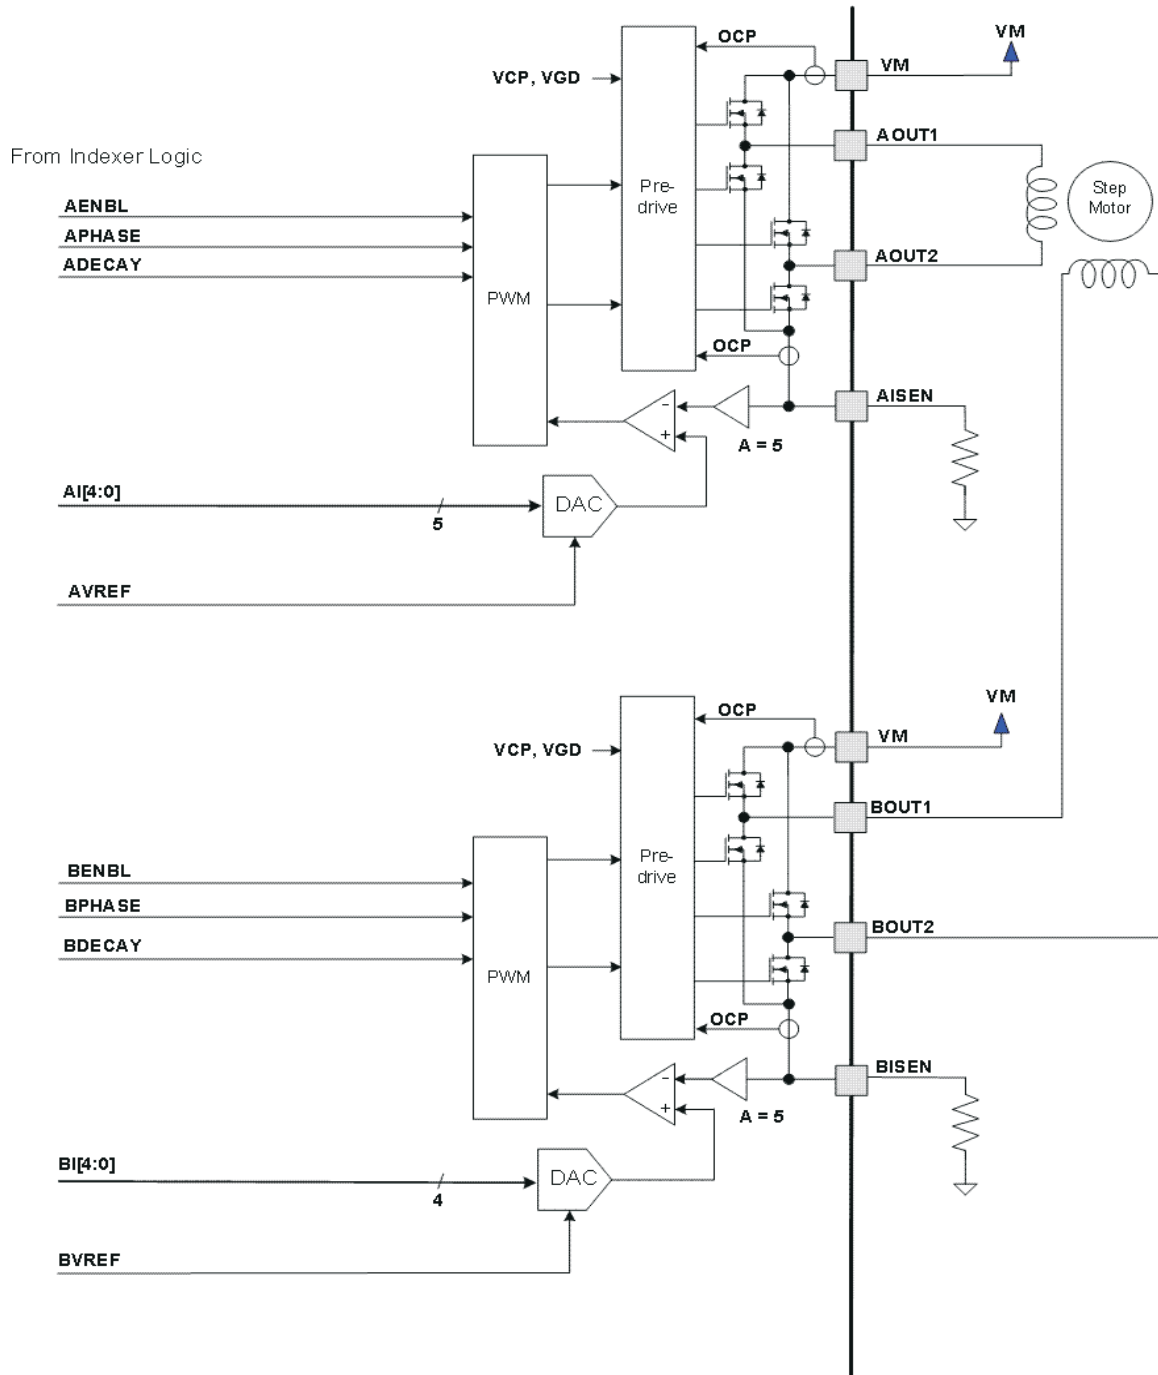 OCP
VM
VCP, VGD
VM
AOUT1
From Indexer Logic
Pre-
drive
Step
Motor
AENBL
APHASE
ADECAY
AOUT2
PWM
OCP
AISEN
-
+
A = 5
AI[4:0]
5
DAC
AVREF
OCP
VM
VM
VCP, VGD
BOUT1
Pre-
drive
BENBL
BPHASE
BDECAY
BOUT2
PWM
OCP
BISEN
-
+
A = 5
BI[4:0]
4
DAC
BVREF